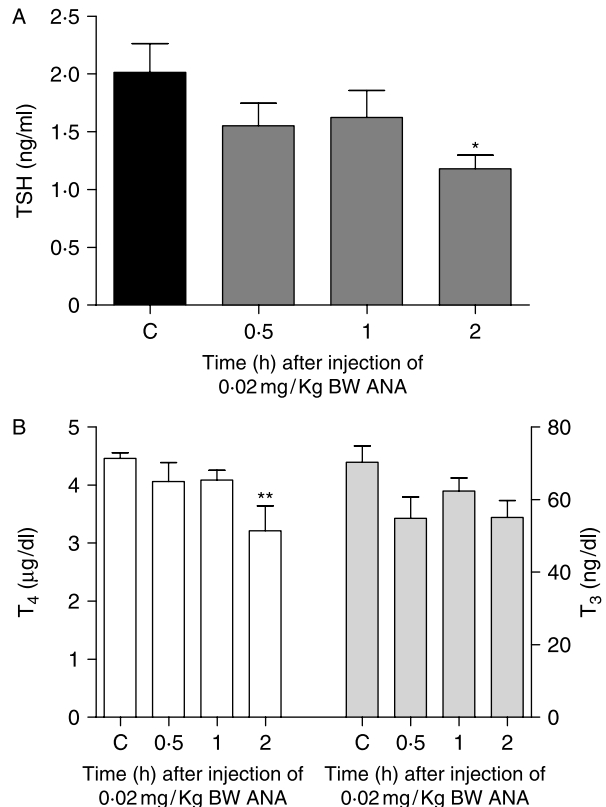 A
2·5
2·0
1·5
1·0
0·5
0
TSH (ng/ml)
*
C 0·5 1 2
Time (h) after injection of
0·02 mg/Kg BW ANA
B
5
4
3
2
1
0
T4 (µg/dl)
**
80
60
40
20
0
T3 (ng/dl)
C 0·5 1 2 C 0·5 1 2
Time (h) after injection of Time (h) after injection of
0·02 mg/Kg BW ANA 0·02 mg/Kg BW ANA